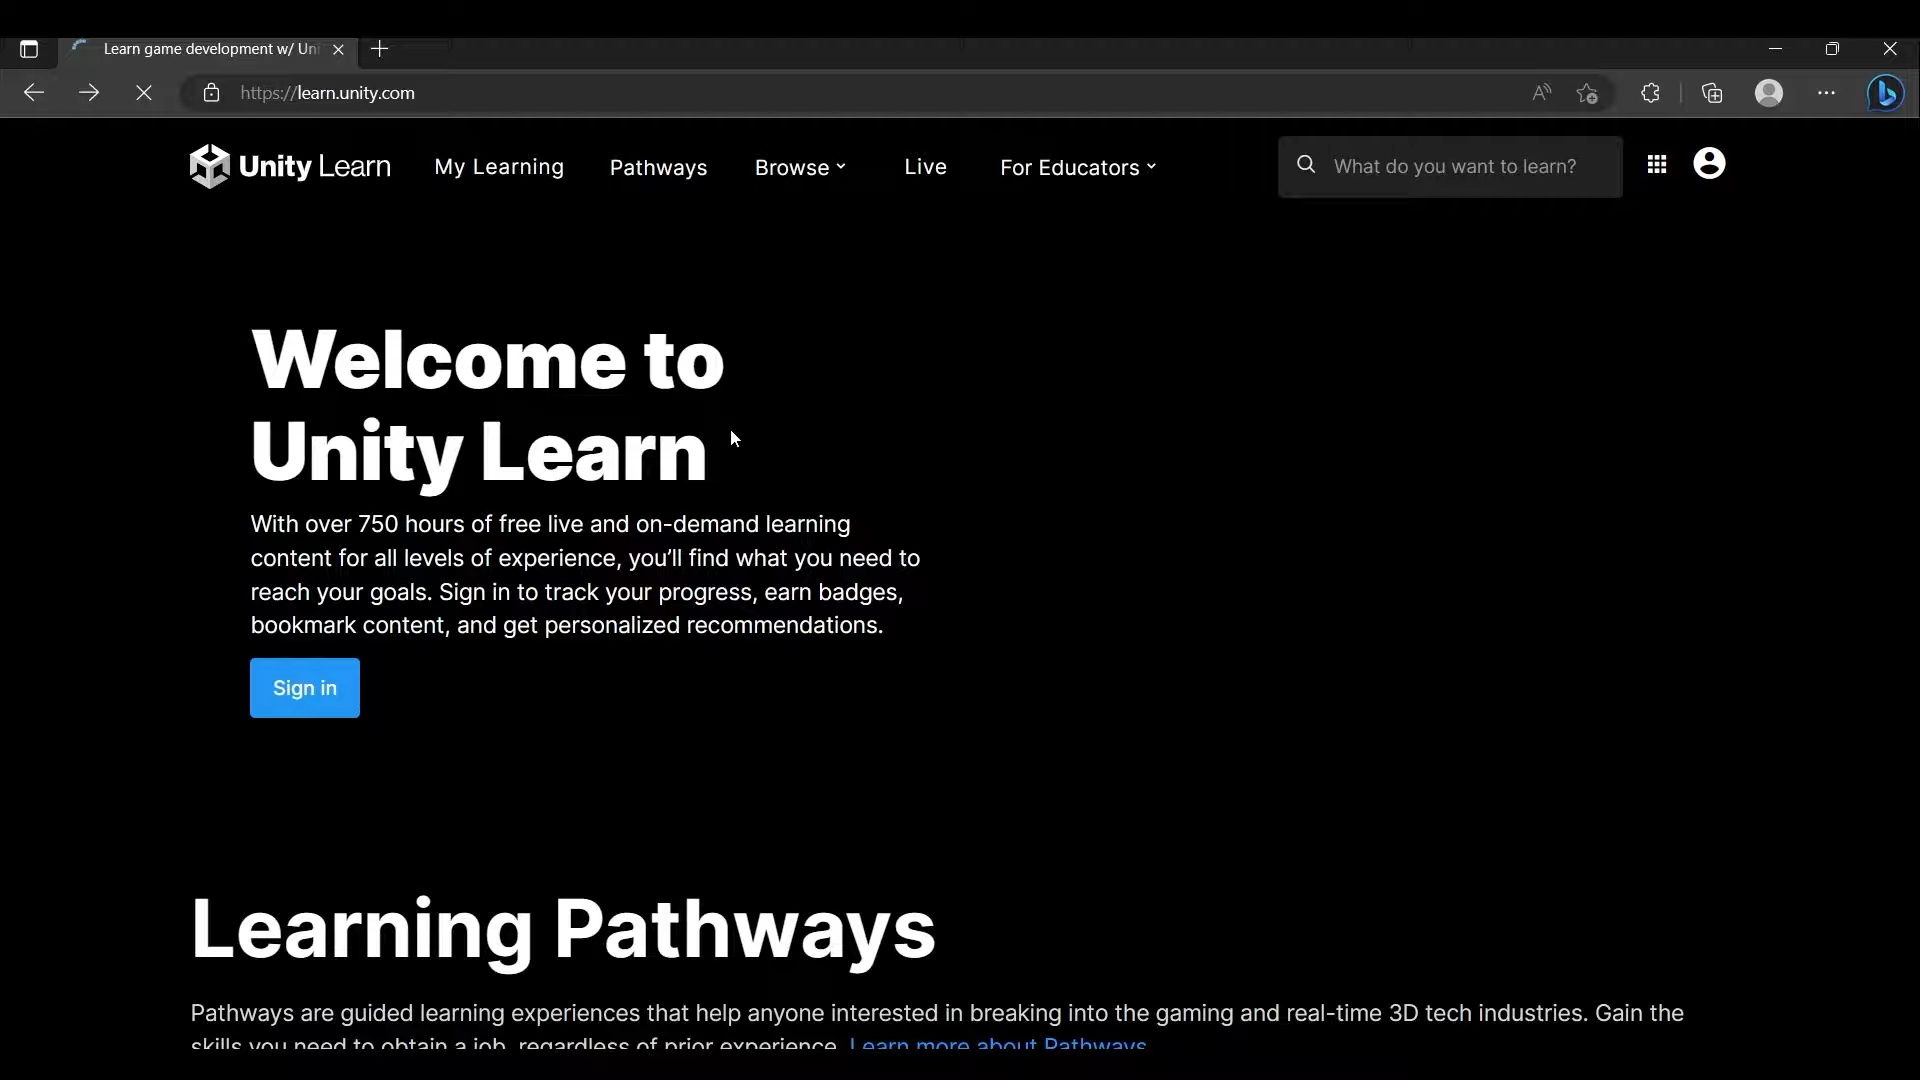 Learn game development w/ Uni
https://learn.unity.com
Unity Learn
My Learning
Pathways
Browse
Live
For Educators
What do you want to learn?
Welcome to
Unity Learn
With over 750 hours of free live and on-demand learning
content for all levels of experience, you'll find what you need to
reach your goals. Sign in to track your progress, earn badges,
bookmark content, and get personalized recommendations.
Sign in
Learning Pathways
Pathways are guided learning experiences that help anyone interested in breaking into the gaming and real-time 3D tech industries. Gain the
skills you need to obtain a job, regardless of prior experience. Learn more about Pathways